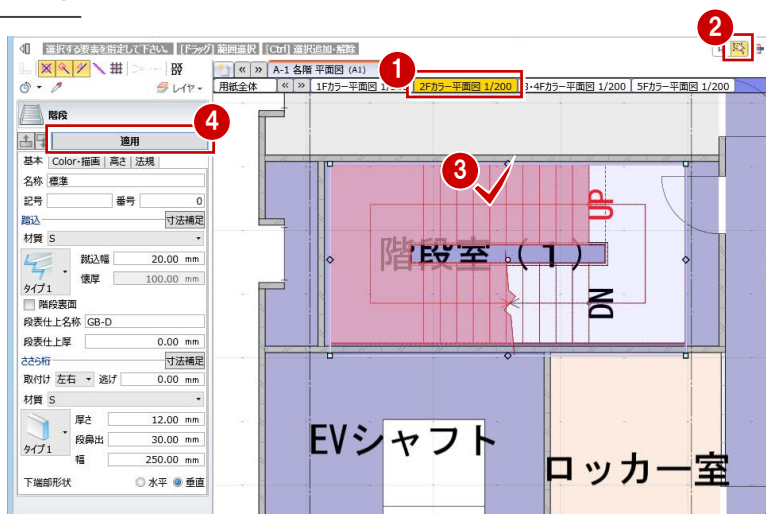 2
選択する要素を指定して下さい。 [ドラッグ] 範囲選択 [Ctrl] 選択追加・解除
レイヤ
« » A-1 各階 平面図 (A1)
1
用紙全体 « » 1Fカラー平面図 1/200 2Fカラー平面図 1/200 3・4Fカラー平面図 1/200 5Fカラー平面図 1/200
階段
4
適用
基本 Color・描画 高さ 法規
名称 標準
記号 番号 0
踏込 寸法補足
材質 S
蹴込幅 20.00 mm
懐厚 100.00 mm
タイプ1
階段裏面
段表仕上名称 GB-D
段表仕上厚 0.00 mm
ささら桁 寸法補足
取付け 左右 逃げ 0.00 mm
材質 S
厚さ 12.00 mm
段鼻出 30.00 mm
タイプ1
幅 250.00 mm
下端部形状 水平 垂直
3
UP
階段室 (1)
DN
EVシャフト
ロッカー室